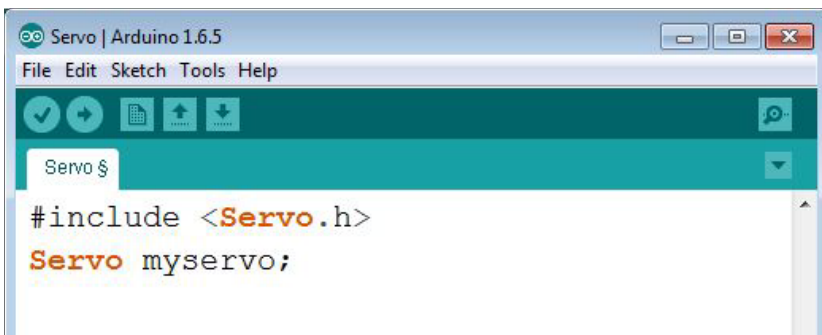 Servo | Arduino 1.6.5
File Edit Sketch Tools Help
Servo §
#include <Servo.h>
Servo myservo;